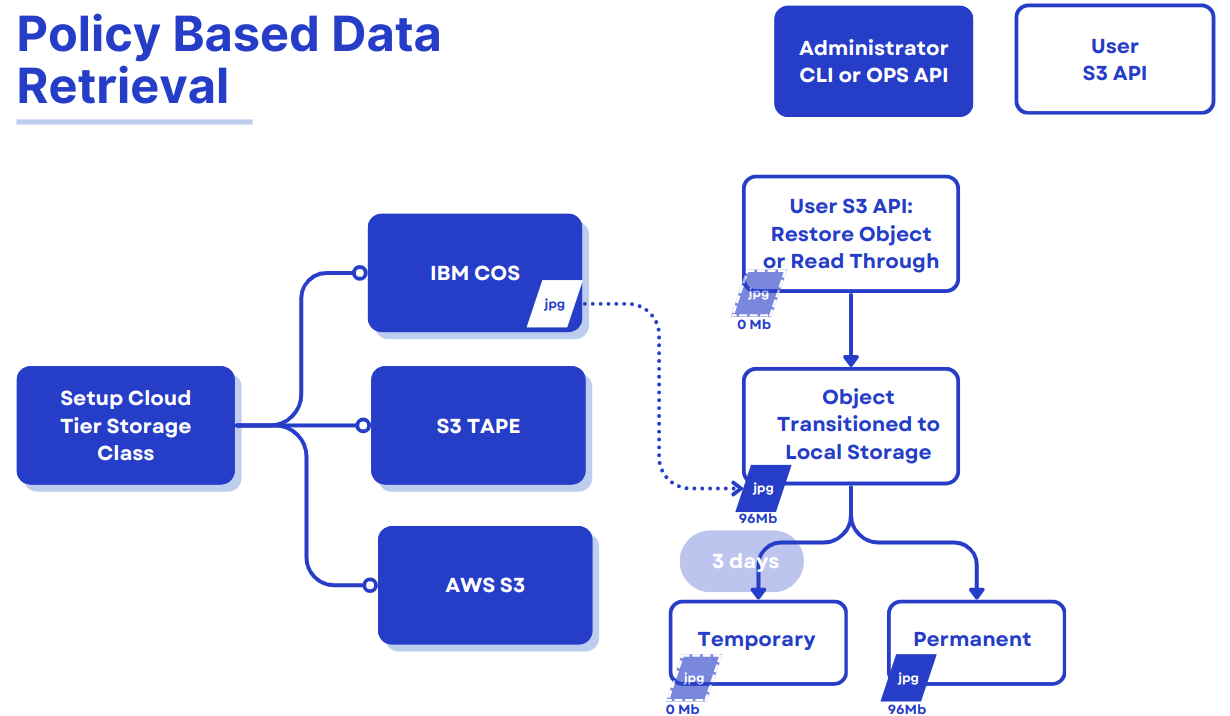 Policy Based Data
Retrieval
Administrator
CLI or OPS API
User
S3 API
User S3 API:
Restore Object
or Read Through
jpg
0 Mb
IBM COS
jpg
Setup Cloud
Tier Storage
Class
S3 TAPE
Object
Transitioned to
Local Storage
jpg
96Mb
AWS S3
3 days
Temporary
jpg
0 Mb
Permanent
jpg
96Mb